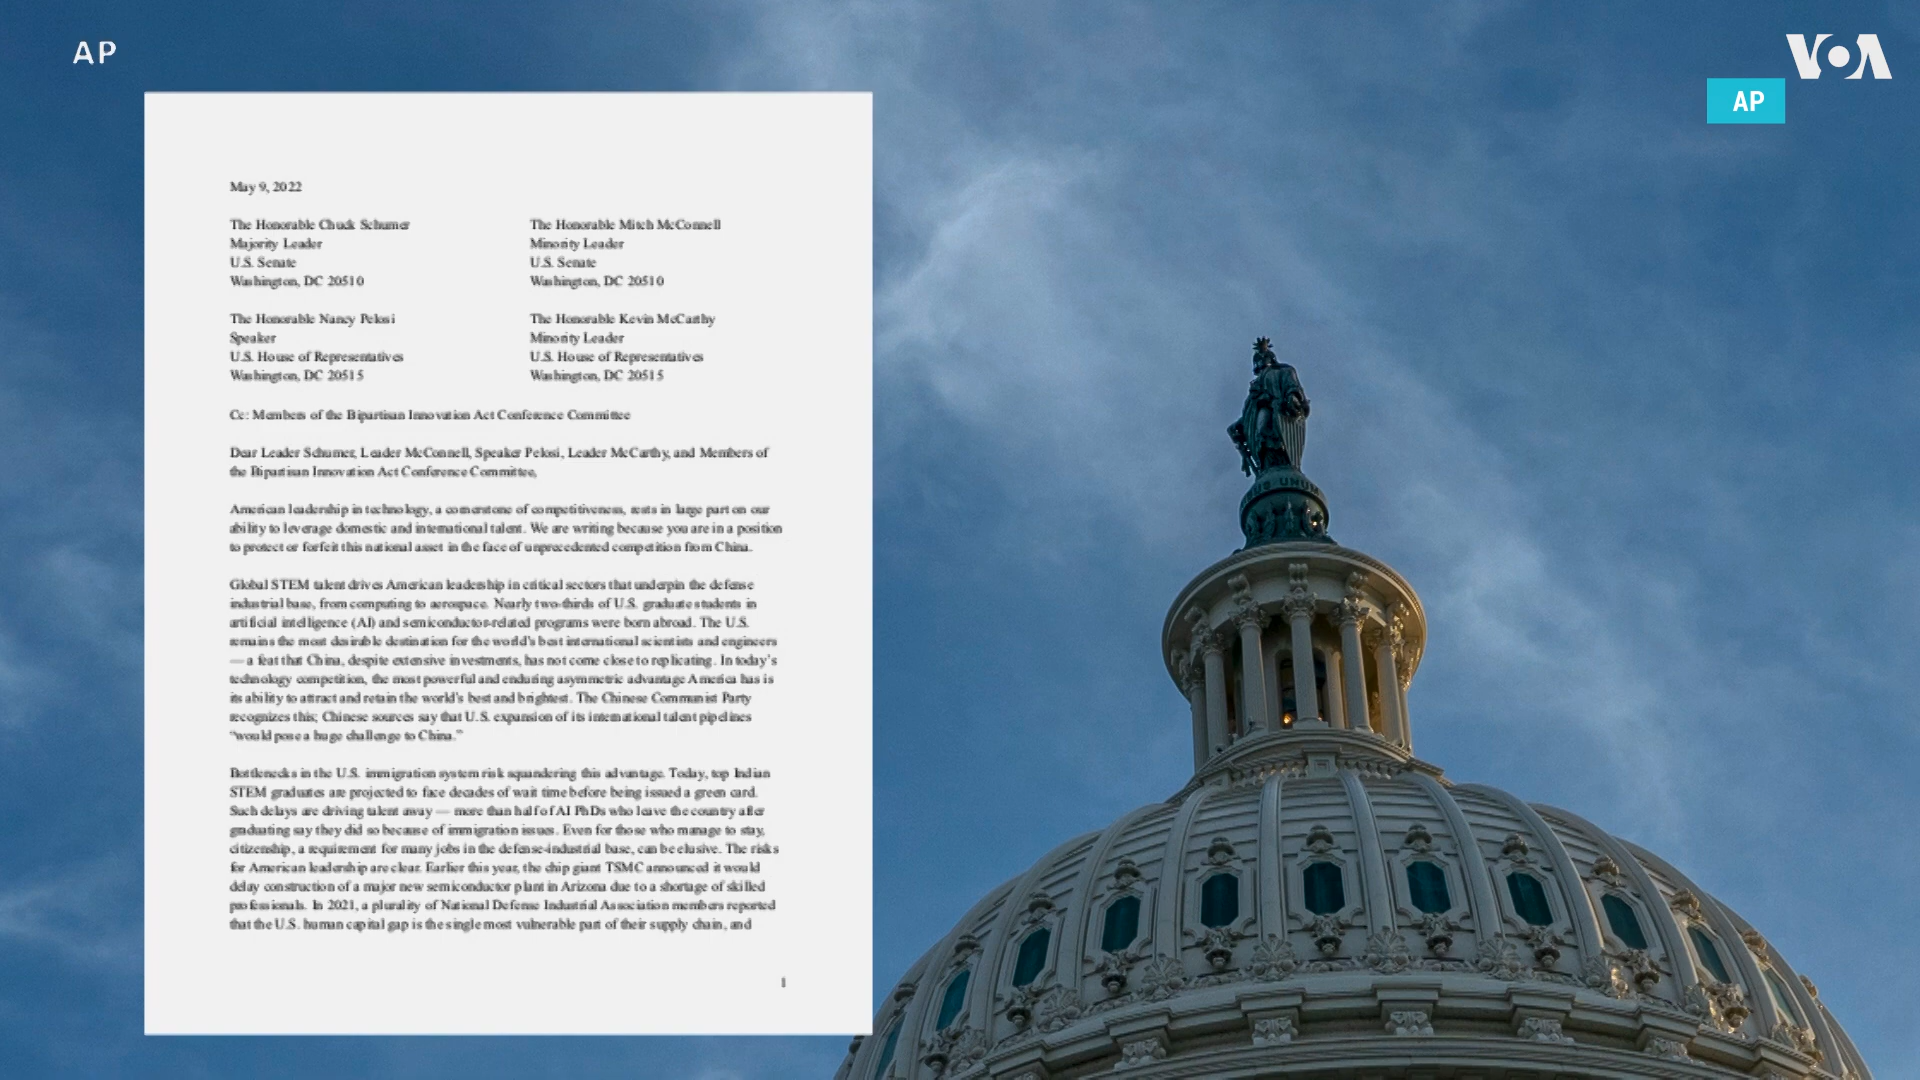 AP
VOA
AP
May 9, 2022
The Honorable Chuck Schumer
Majority Leader
U.S. Senate
Washington, DC 20510
The Honorable Mitch McConnell
Minority Leader
U.S. Senate
Washington, DC 20510
The Honorable Nancy Pelosi
Speaker
U.S. House of Representatives
Washington, DC 20515
The Honorable Kevin McCarthy
Minority Leader
U.S. House of Representatives
Washington, DC 20515
Cc: Members of the Bipartisan Innovation Act Conference Committee
Dear Leader Schumer, Leader McConnell, Speaker Pelosi, Leader McCarthy, and Members of
the Bipartisan Innovation Act Conference Committee,
American leadership in technology, a cornerstone of competitiveness, rests in large part on our
ability to leverage domestic and international talent. We are writing because you are in a position
to protect or forfeit this national asset in the face of unprecedented competition from China.
Global STEM talent drives American leadership in critical sectors that underpin the defense
industrial base, from computing to aerospace. Nearly two-thirds of U.S. graduate students in
artificial intelligence (AI) and semiconductor-related programs were born abroad. The U.S.
remains the most desirable destination for the world's best international scientists and engineers
— a feat that China, despite extensive investments, has not come close to replicating. In today's
technology competition, the most powerful and enduring asymmetric advantage America has is
its ability to attract and retain the world's best and brightest. The Chinese Communist Party
recognizes this; Chinese sources say that U.S. expansion of its international talent pipelines
"would pose a huge challenge to China."
Bottlenecks in the U.S. immigration system risk squandering this advantage. Today, top Indian
STEM graduates are projected to face decades of wait time before being issued a green card.
Such delays are driving talent away — more than half of AI PhDs who leave the country after
graduating say they did so because of immigration issues. Even for those who manage to stay,
citizenship, a requirement for many jobs in the defense-industrial base, can be elusive. The risks
for American leadership are clear. Earlier this year, the chip giant TSMC announced it would
delay construction of a major new semiconductor plant in Arizona due to a shortage of skilled
professionals. In 2021, a plurality of National Defense Industrial Association members reported
that the U.S. human capital gap is the single most vulnerable part of their supply chain, and
1
US UNUM